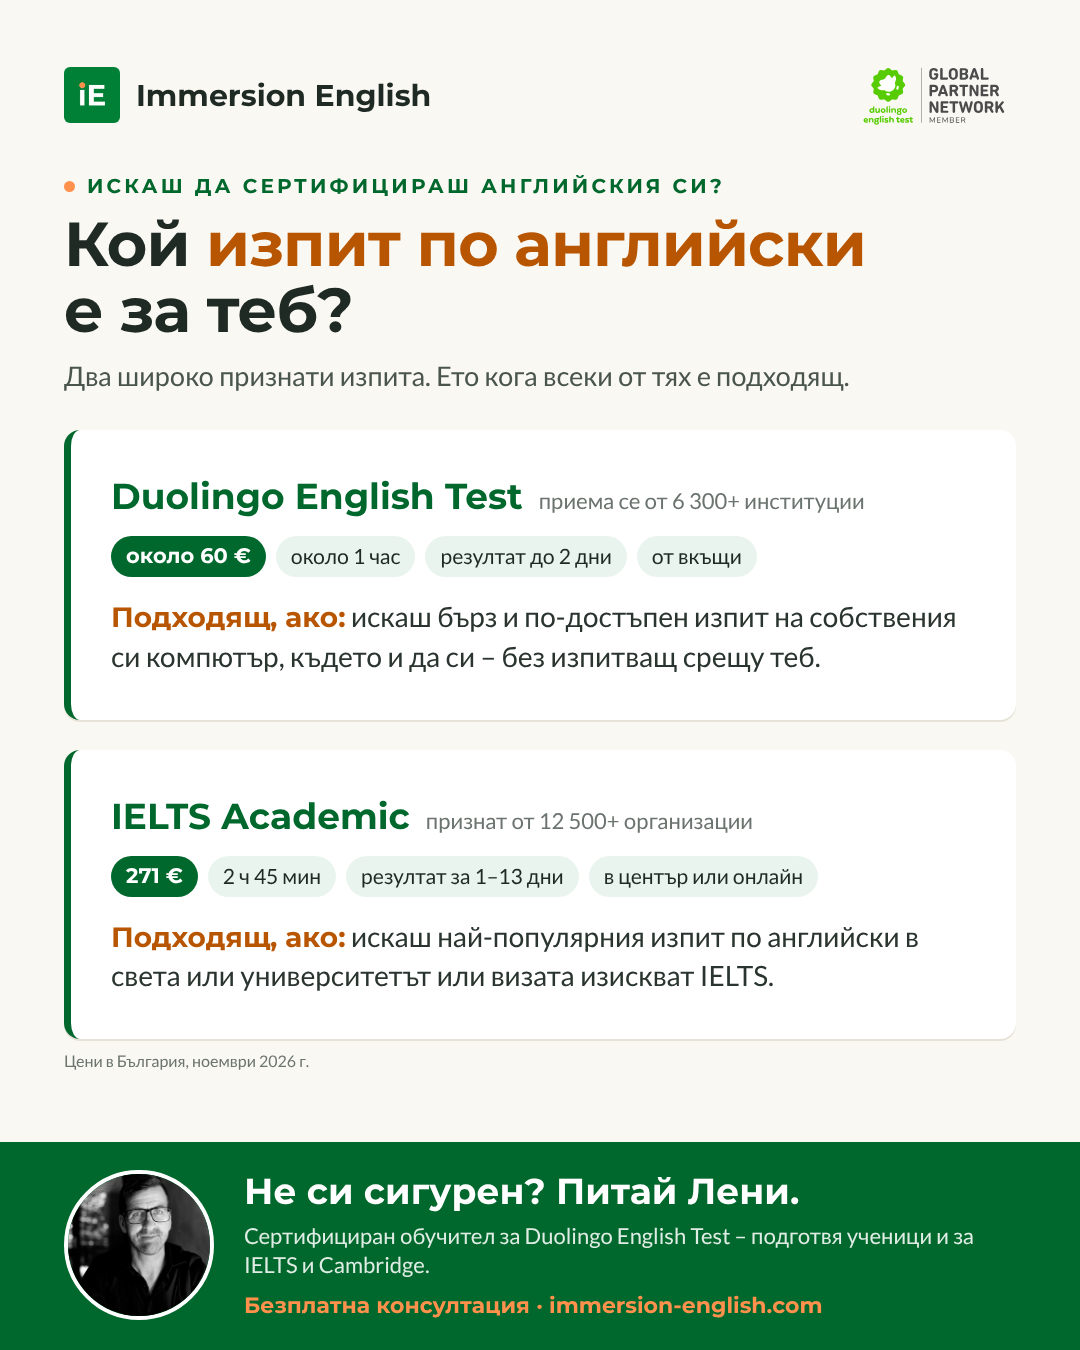 iE Immersion English
duolingo english test
GLOBAL PARTNER NETWORK
MEMBER
ИСКАШ ДА СЕРТИФИЦИРАШ АНГЛИЙСКИЯ СИ?
Кой изпит по английски
е за теб?
Два широко признати изпита. Ето кога всеки от тях е подходящ.
Duolingo English Test приема се от 6 300+ институции
около 60 € около 1 час резултат до 2 дни от вкъщи
Подходящ, ако: искаш бърз и по-достъпен изпит на собствения
си компютър, където и да си – без изпитващ срещу теб.
IELTS Academic признат от 12 500+ организации
271 € 2 ч 45 мин резултат за 1–13 дни в център или онлайн
Подходящ, ако: искаш най-популярния изпит по английски в
света или университетът или визата изискват IELTS.
Цени в България, ноември 2026 г.
Не си сигурен? Питай Лени.
Сертифициран обучител за Duolingo English Test – подготвя ученици и за
IELTS и Cambridge.
Безплатна консултация · immersion-english.com